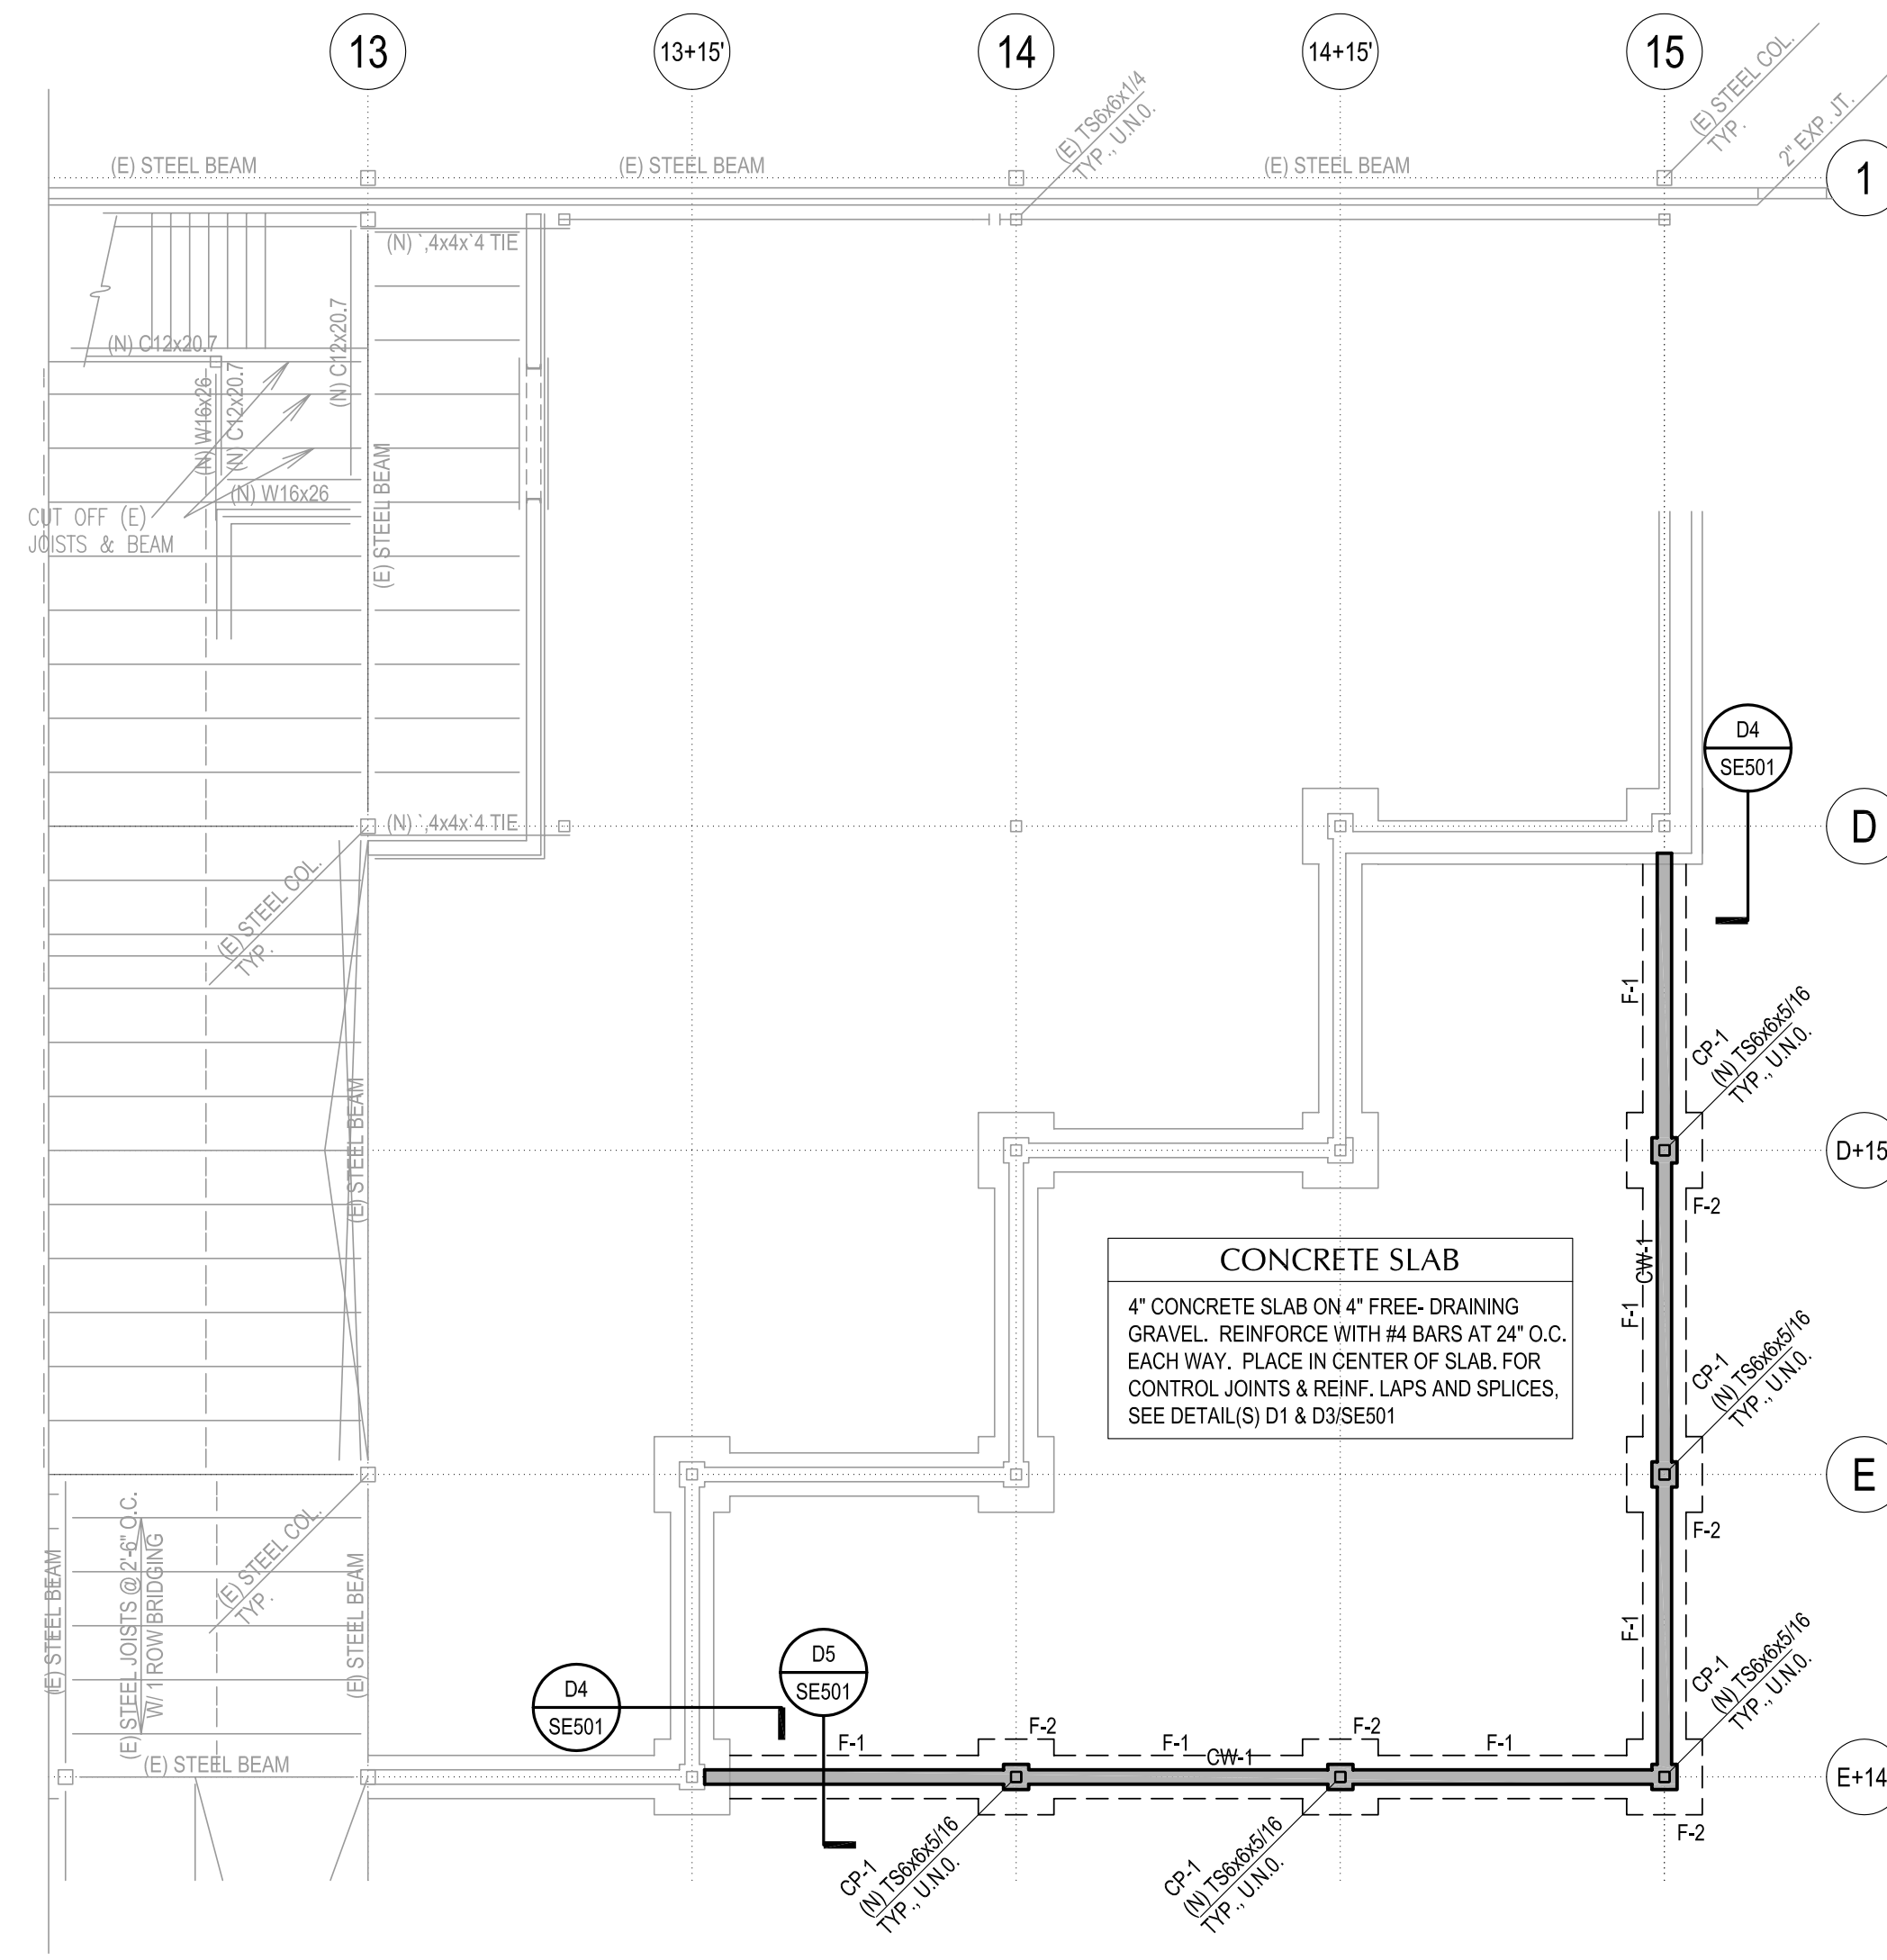 13
13+15'
14
14+15'
15
(E) STEEL BEAM
(E) STEEL BEAM
(E) TS6x6x1/4
TYP., U.N.O.
(E) STEEL BEAM
(E) STEEL COL.
TYP.
2" EXP. JT.
1
(N) `,4x4x`4 TIE
(N) C12x20.7
(N) C12x20.7
(N) W16x26
(N) C12x20.7
(N) W16x26
(E) STEEL BEAM
CUT OFF (E)
JOISTS & BEAM
D4
SE501
(N) `,4x4x`4 TIE
D
(E) STEEL COL.
TYP.
F-1
CP-1
(N) TS6x6x5/16
TYP., U.N.O.
(E) STEEL BEAM
D+15
F-2
CONCRETE SLAB
4" CONCRETE SLAB ON 4" FREE- DRAINING
GRAVEL. REINFORCE WITH #4 BARS AT 24" O.C.
EACH WAY. PLACE IN CENTER OF SLAB. FOR
CONTROL JOINTS & REINF. LAPS AND SPLICES,
SEE DETAIL(S) D1 & D3/SE501
CW-1
F-1
CP-1
(N) TS6x6x5/16
TYP., U.N.O.
E
F-2
(E) STEEL BEAM
(E) STEEL JOISTS @ 2'-6" O.C.
W/ 1 ROW BRIDGING
(E) STEEL COL.
TYP.
(E) STEEL BEAM
F-1
CP-1
(N) TS6x6x5/16
TYP., U.N.O.
D4
SE501
D5
SE501
(E) STEEL BEAM
F-1
F-2
F-1
CW-1
F-2
F-1
E+14
F-2
CP-1
(N) TS6x6x5/16
TYP., U.N.O.
CP-1
(N) TS6x6x5/16
TYP., U.N.O.